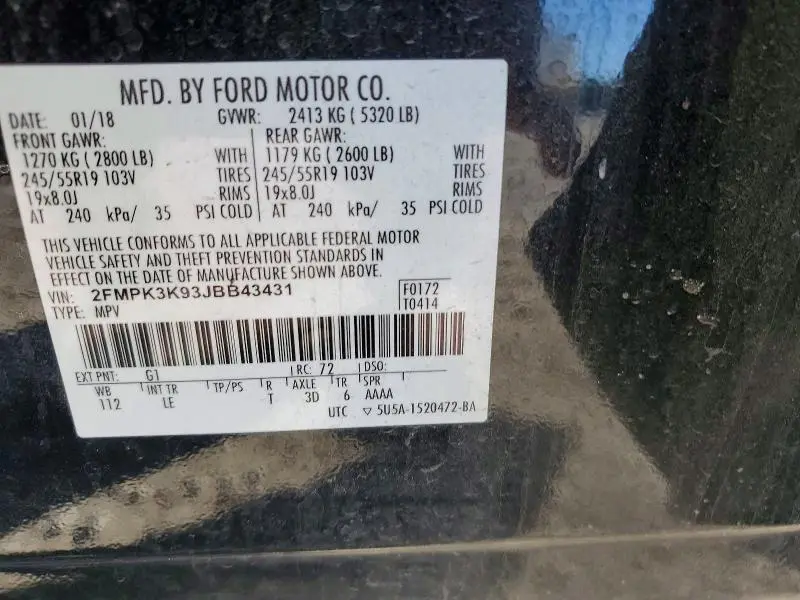 MFD. BY FORD MOTOR CO.
DATE: 01/18 GVWR: 2413 KG ( 5320 LB)
FRONT GAWR: REAR GAWR:
1270 KG ( 2800 LB) WITH 1179 KG ( 2600 LB) WITH
245/55R19 103V TIRES 245/55R19 103V TIRES
19x8.0J RIMS 19x8.0J RIMS
AT 240 kPa/ 35 PSI COLD AT 240 kPa/ 35 PSI COLD
THIS VEHICLE CONFORMS TO ALL APPLICABLE FEDERAL MOTOR
VEHICLE SAFETY AND THEFT PREVENTION STANDARDS IN
EFFECT ON THE DATE OF MANUFACTURE SHOWN ABOVE.
VIN: 2FMPK3K93JBB43431 F0172
TYPE: MPV T0414
EXT PNT: G1 RC: 72 DSO:
WB INT TR TP/PS R AXLE TR SPR
112 LE T 3D 6 AAAA
UTC ▽ 5U5A-1520472-BA